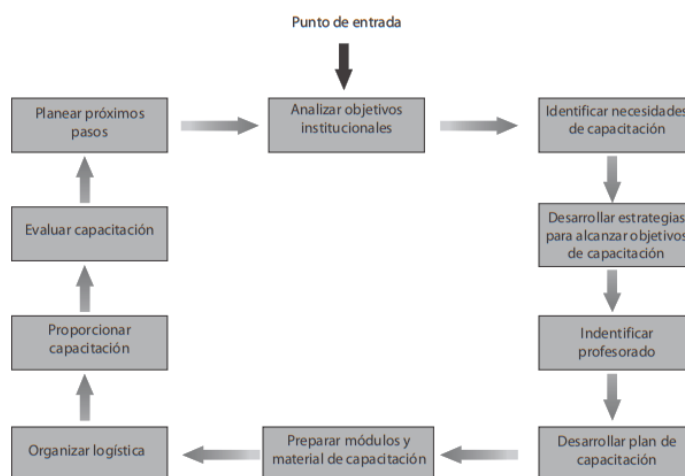 Punto de entrada
Analizar objetivos
institucionales
Identificar necesidades
de capacitación
Desarrollar estrategias
para alcanzar objetivos
de capacitación
Indentificar
profesorado
Desarrollar plan de
capacitación
Preparar módulos y
material de capacitación
Organizar logística
Proporcionar
capacitación
Evaluar capacitación
Planear próximos
pasos